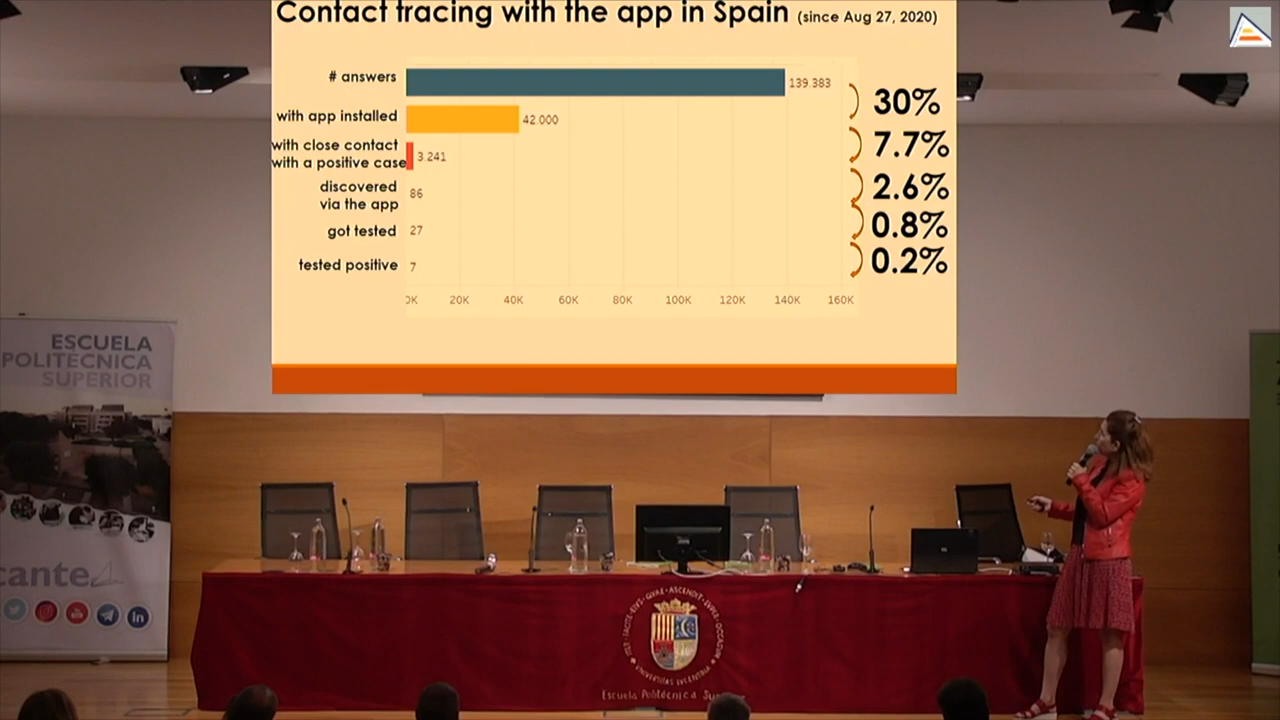 Contact tracing with the app in Spain (since Aug 27, 2020)
# answers
139.383
30%
with app installed
42.000
7.7%
with close contact
with a positive case
3.241
2.6%
discovered
via the app
86
0.8%
got tested
27
0.2%
tested positive
7
0K 20K 40K 60K 80K 100K 120K 140K 160K
ESCUELA
POLITÉCNICA
SUPERIOR
cante
Escuela Politécnica